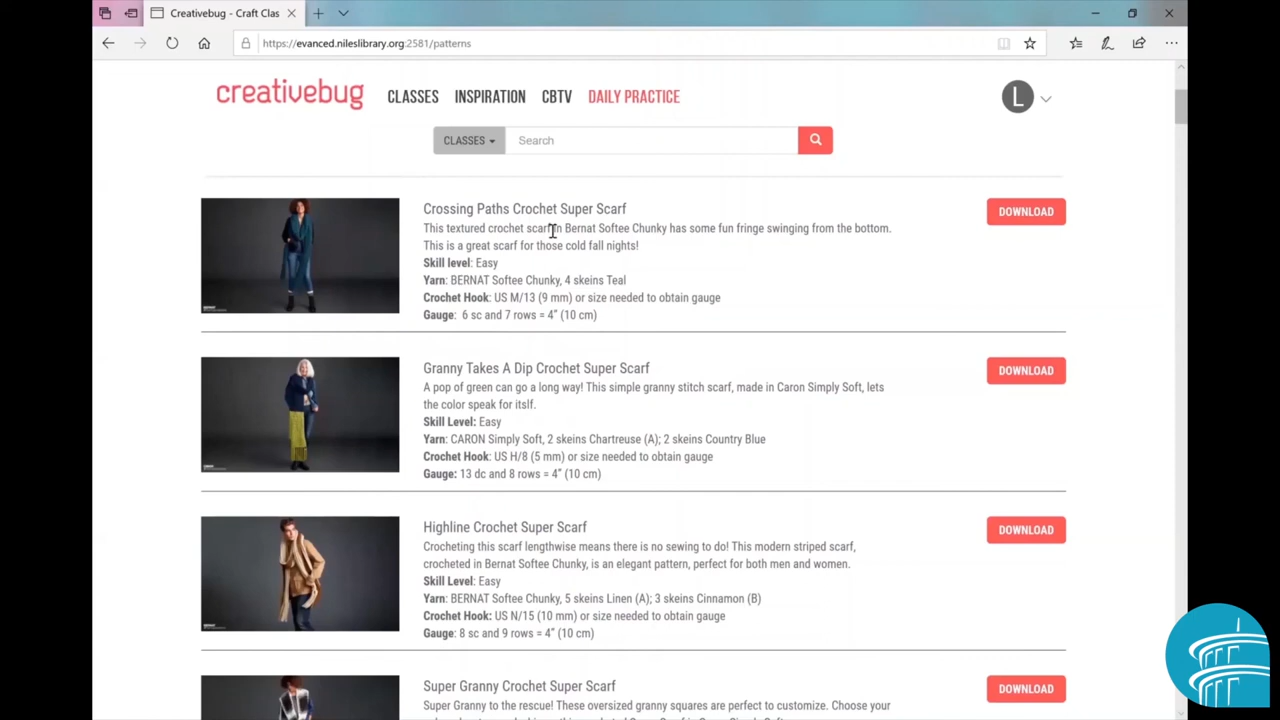 Creativebug - Craft Clas
https://evanced.nileslibrary.org:2581/patterns
creativebug CLASSES INSPIRATION CBTV DAILY PRACTICE L
CLASSES Search
Crossing Paths Crochet Super Scarf DOWNLOAD
This textured crochet scarf in Bernat Softee Chunky has some fun fringe swinging from the bottom.
This is a great scarf for those cold fall nights!
Skill level: Easy
Yarn: BERNAT Softee Chunky, 4 skeins Teal
Crochet Hook: US M/13 (9 mm) or size needed to obtain gauge
Gauge: 6 sc and 7 rows = 4” (10 cm)
Granny Takes A Dip Crochet Super Scarf DOWNLOAD
A pop of green can go a long way! This simple granny stitch scarf, made in Caron Simply Soft, lets
the color speak for itslf.
Skill Level: Easy
Yarn: CARON Simply Soft, 2 skeins Chartreuse (A); 2 skeins Country Blue
Crochet Hook: US H/8 (5 mm) or size needed to obtain gauge
Gauge: 13 dc and 8 rows = 4” (10 cm)
Highline Crochet Super Scarf DOWNLOAD
Crocheting this scarf lengthwise means there is no sewing to do! This modern striped scarf,
crocheted in Bernat Softee Chunky, is an elegant pattern, perfect for both men and women.
Skill Level: Easy
Yarn: BERNAT Softee Chunky, 5 skeins Linen (A); 3 skeins Cinnamon (B)
Crochet Hook: US N/15 (10 mm) or size needed to obtain gauge
Gauge: 8 sc and 9 rows = 4” (10 cm)
Super Granny Crochet Super Scarf DOWNLOAD
Super Granny to the rescue! These oversized granny squares are perfect to customize. Choose your